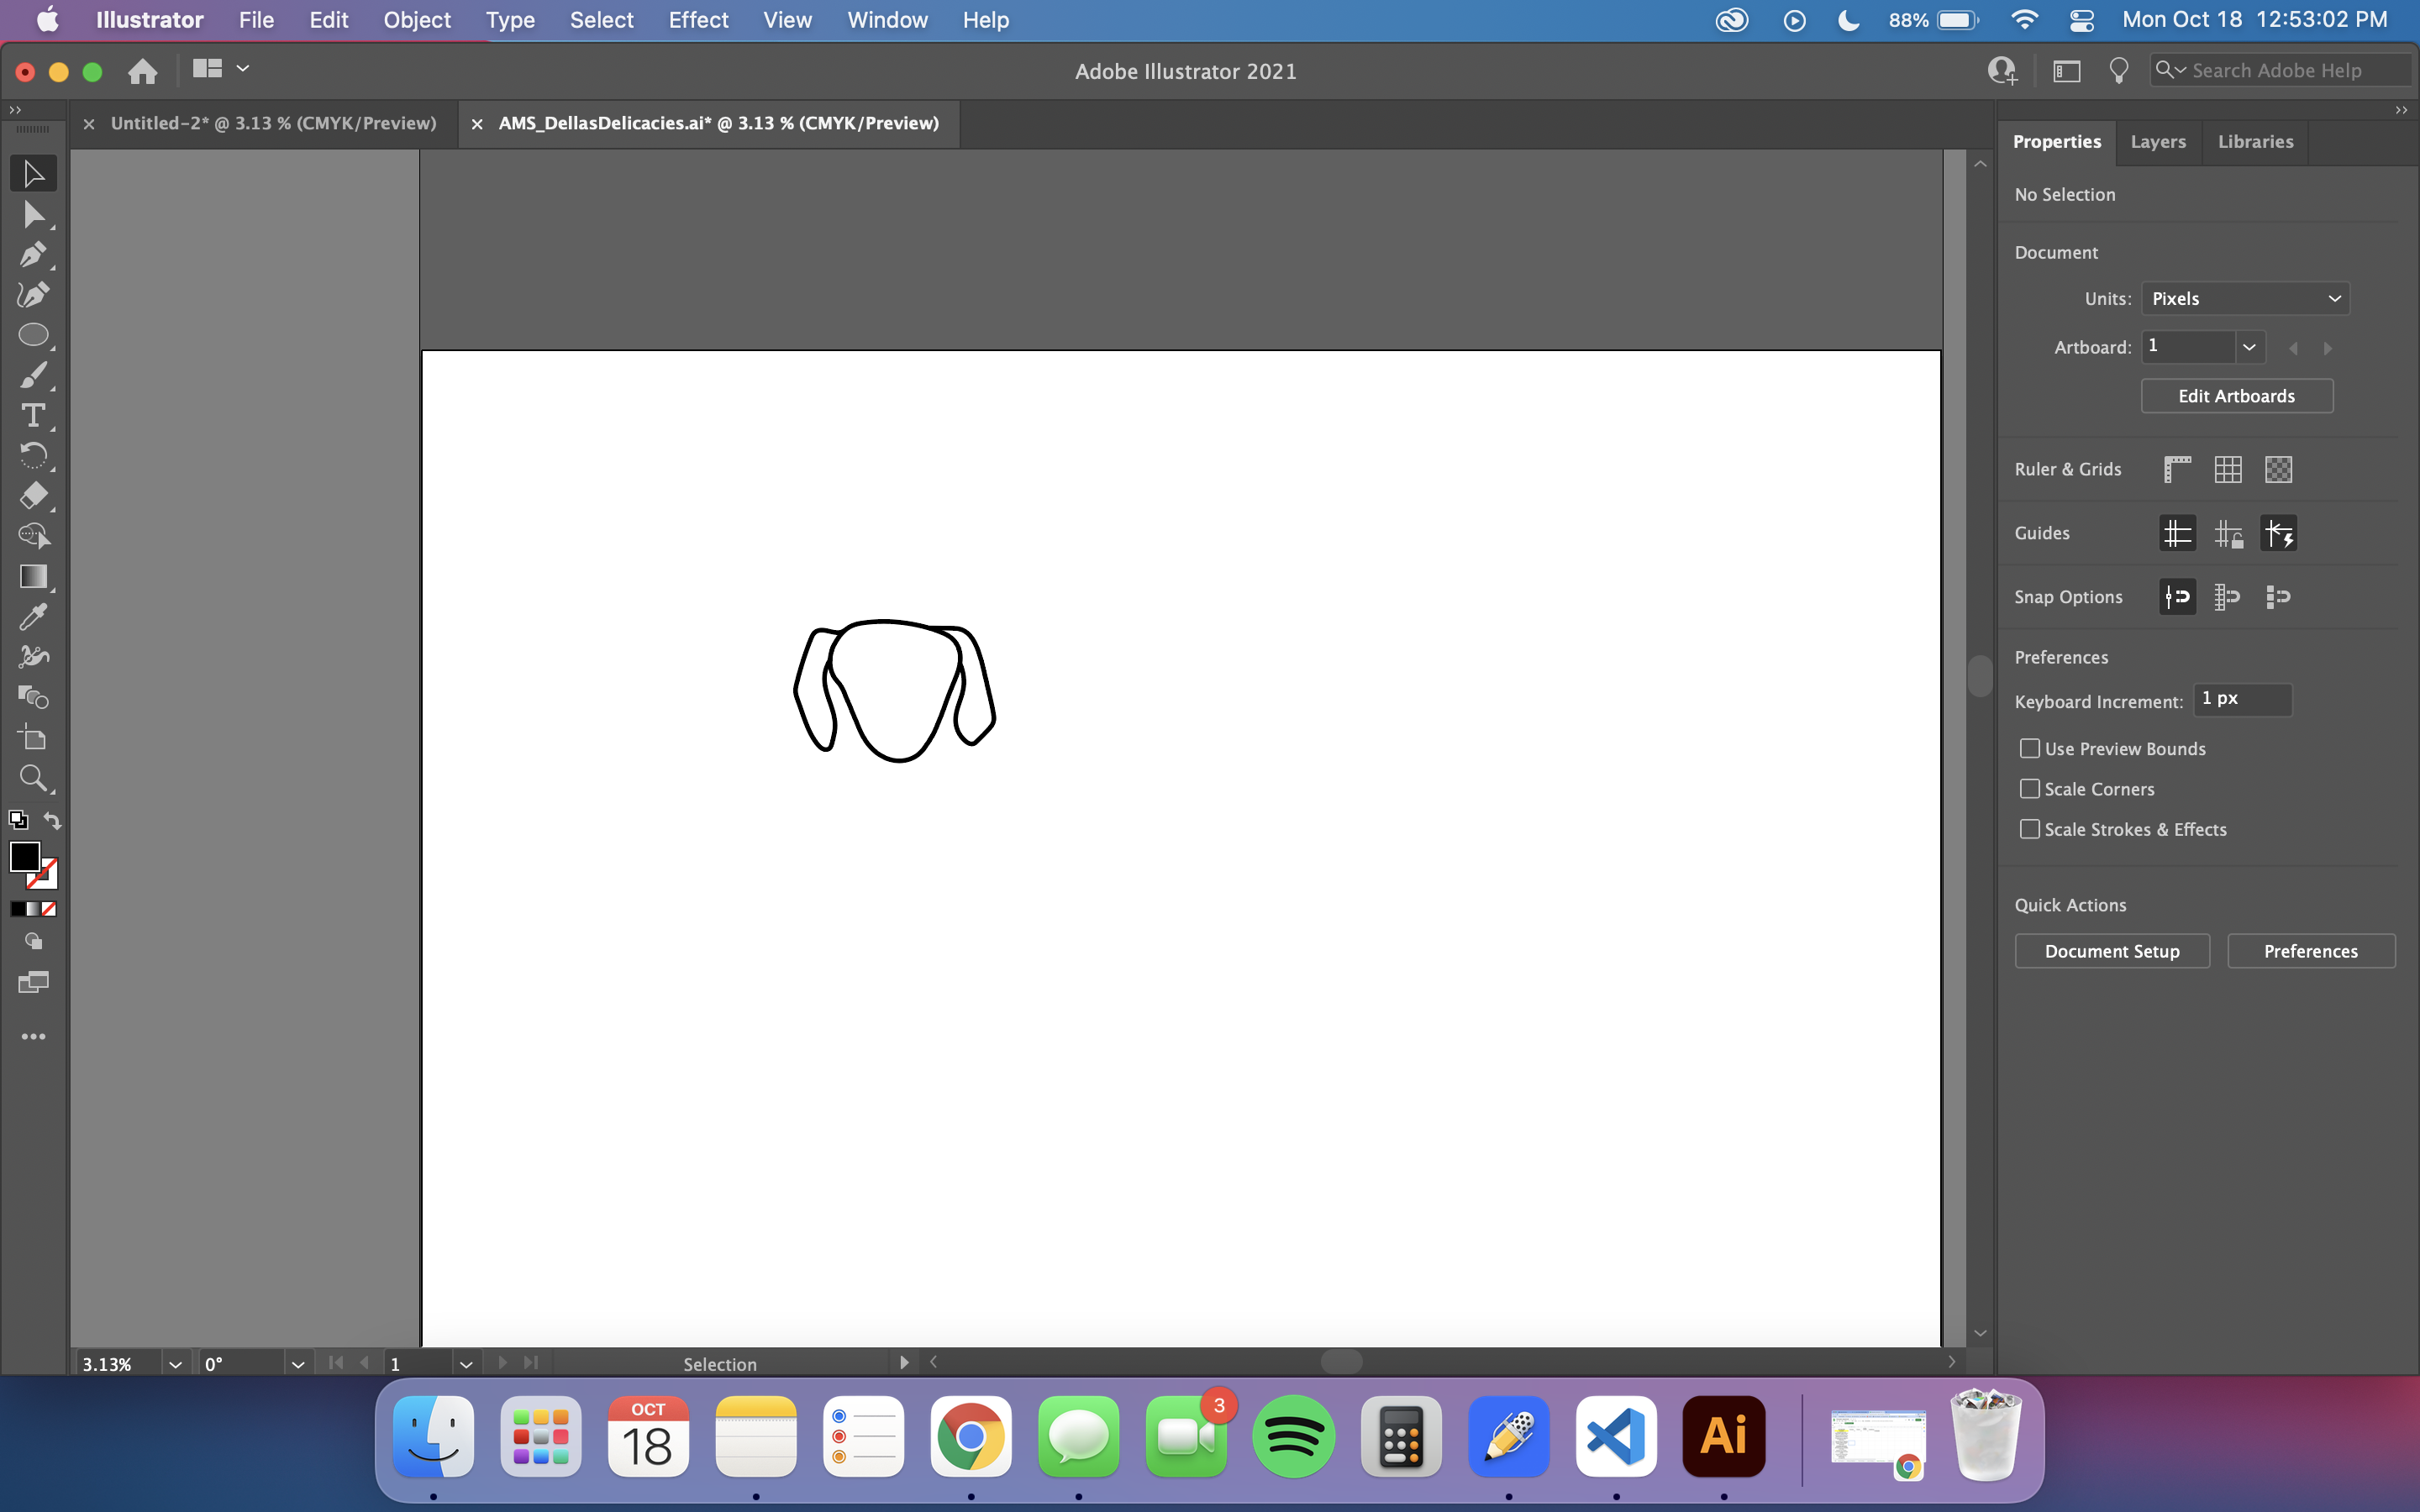 Illustrator File Edit Object Type Select Effect View Window Help 88% Mon Oct 18 12:53:02 PM
Adobe Illustrator 2021 Search Adobe Help
Untitled-2* @ 3.13 % (CMYK/Preview) AMS_DellasDelicacies.ai* @ 3.13 % (CMYK/Preview)
Properties Layers Libraries
No Selection
Document
Units: Pixels
Artboard: 1
Edit Artboards
Ruler & Grids
Guides
Snap Options
Preferences
Keyboard Increment: 1 px
Use Preview Bounds
Scale Corners
Scale Strokes & Effects
Quick Actions
Document Setup Preferences
3.13% 0° 1 Selection
OCT
18
3
Ai